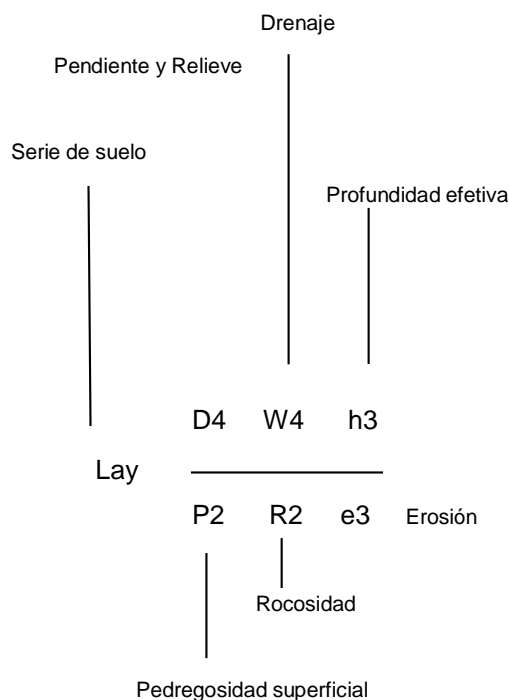 Drenaje
Pendiente y Relieve
Serie de suelo
Profundidad efetiva
D4 W4 h3
Lay
P2 R2 e3 Erosión
Rocosidad
Pedregosidad superficial